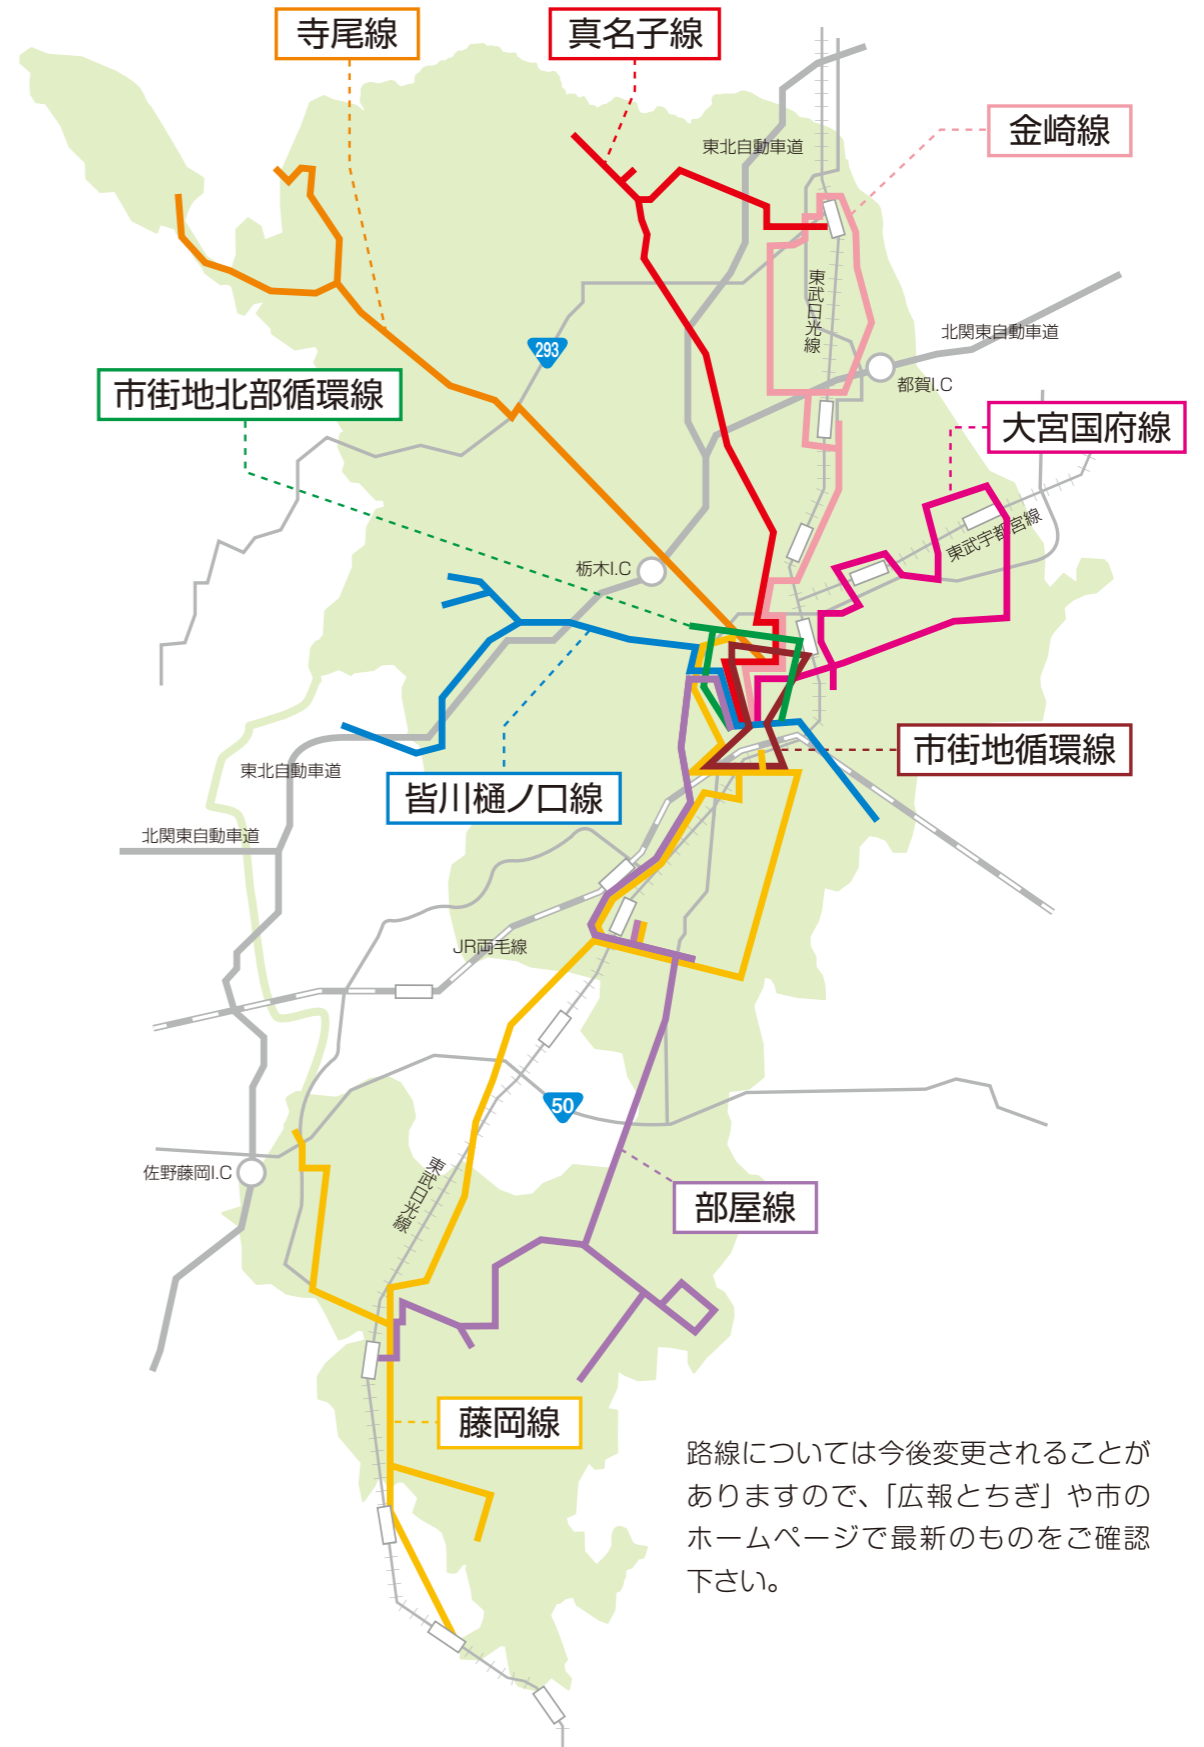 寺尾線
真名子線
金崎線
東北自動車道
東武日光線
北関東自動車道
293
都賀I.C
市街地北部循環線
大宮国府線
東武宇都宮線
栃木I.C
市街地循環線
東北自動車道
皆川樋ノ口線
北関東自動車道
JR両毛線
50
佐野藤岡I.C
東武日光線
部屋線
藤岡線
路線については今後変更されることが
ありますので、「広報とちぎ」や市の
ホームページで最新のものをご確認
下さい。